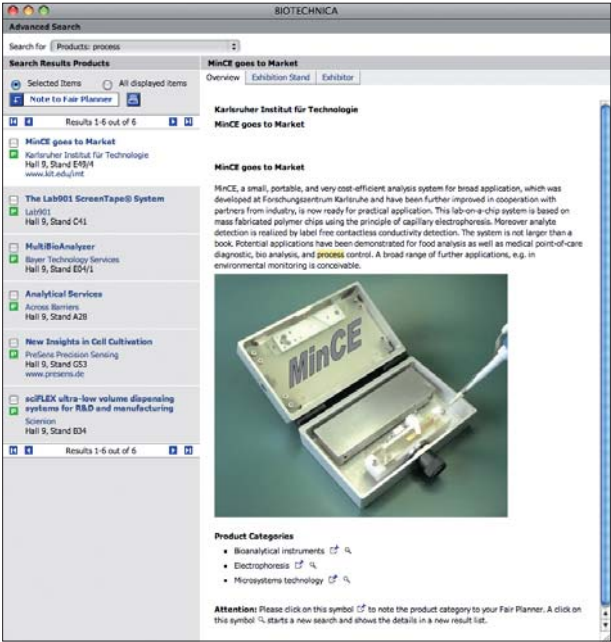 BIOTECHNICA
Advanced Search
Search for Products: process
Search Results Products
Selected Items All displayed items
Note to Fair Planner
Results 1-6 out of 6
MinCE goes to Market
Karlsruher Institut für Technologie
Hall 9, Stand E49/4
www.kit.edu/imt
The Lab901 ScreenTape® System
Lab901
Hall 9, Stand C41
MultiBioAnalyzer
Bayer Technology Services
Hall 9, Stand E04/1
Analytical Services
Across Barriers
Hall 9, Stand A28
New Insights in Cell Cultivation
PreSens Precision Sensing
Hall 9, Stand G53
www.presens.de
sciFLEX ultra-low volume dispensing
systems for R&D and manufacturing
Scienion
Hall 9, Stand B34
Results 1-6 out of 6
MinCE goes to Market
Overview Exhibition Stand Exhibitor
Karlsruher Institut für Technologie
MinCE goes to Market
MinCE goes to Market
MinCE, a small, portable, and very cost-efficient analysis system for broad application, which was
developed at Forschungszentrum Karlsruhe and have been further improved in cooperation with
partners from industry, is now ready for practical application. This lab-on-a-chip system is based on
mass fabricated polymer chips using the principle of capillary electrophoresis. Moreover analyte
detection is realized by label free contactless conductivity detection. The system is not larger than a
book. Potential applications have been demonstrated for food analysis as well as medical point-of-care
diagnostic, bio analysis, and process control. A broad range of further applications, e.g. in
environmental monitoring is conceivable.
MinCE
Product Categories
• Bioanalytical instruments
• Electrophoresis
• Microsystems technology
Attention: Please click on this symbol to note the product category to your Fair Planner. A click on
this symbol starts a new search and shows the details in a new result list.